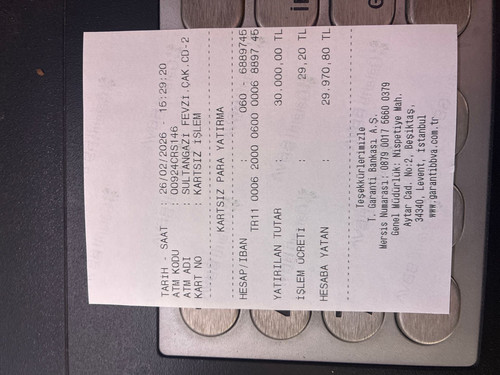 TARİH - SAAT : 26/02/2026 - 15:29:20
ATM KODU : 00924CRS146
ATM ADI : SULTANGAZI FEVZI.ÇAK.CD-2
KART NO : KARTSIZ İŞLEM
KARTSIZ PARA YATIRMA
HESAP/IBAN : 060 - 6889745
TR11 0006 2000 0600 0006 8897 45
YATIRILAN TUTAR : 30.000,00 TL
İŞLEM ÜCRETİ : 29,20 TL
HESABA YATAN : 29.970,80 TL
Teşekkürlerimizle
T. Garanti Bankası A.Ş.
Mersis Numarası: 0879 0017 5660 0379
Genel Müdürlük: Nispetiye Mah.
Aytar Cad. No:2, Beşiktaş,
34340, Levent, İstanbul
www.garantibbva.com.tr